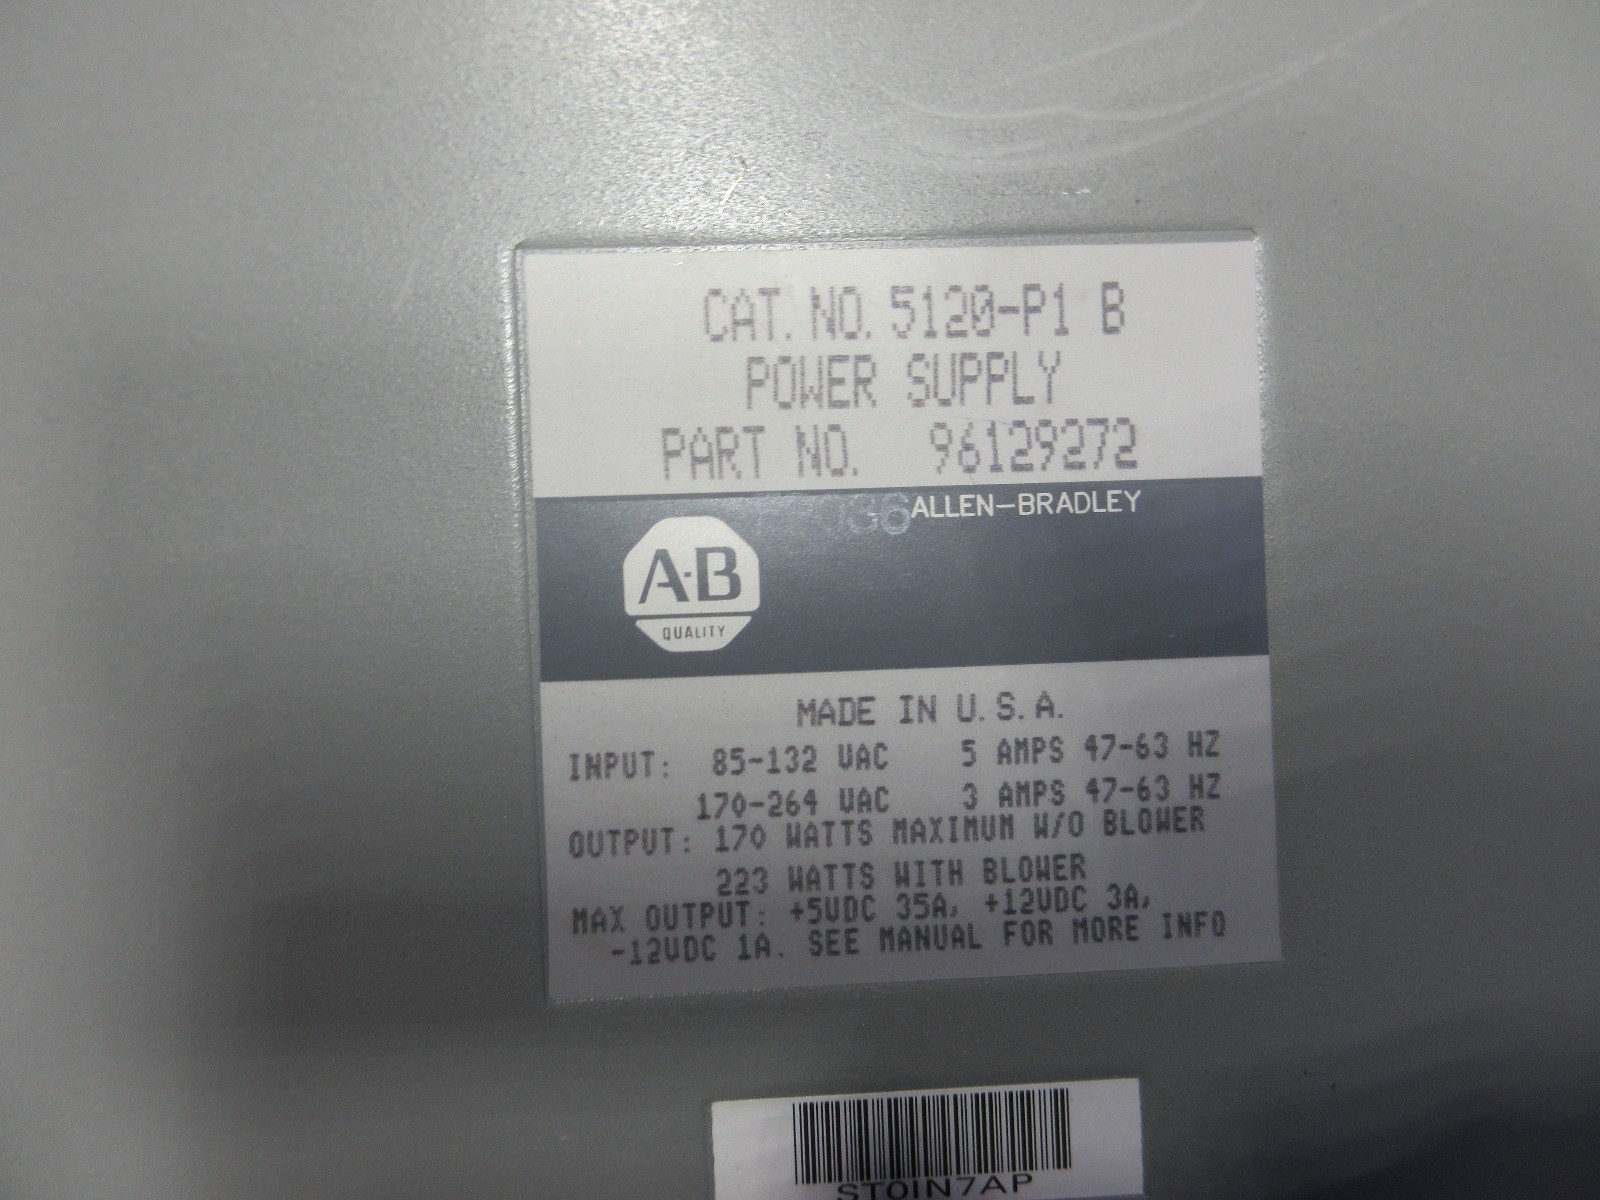 CAT. NO. 5120-P1 B
POWER SUPPLY
PART NO. 96129272
ALLEN-BRADLEY
A-B
QUALITY
MADE IN U.S.A.
INPUT: 85-132 VAC 5 AMPS 47-63 HZ
170-264 VAC 3 AMPS 47-63 HZ
OUTPUT: 170 WATTS MAXIMUM W/O BLOWER
223 WATTS WITH BLOWER
MAX OUTPUT: +5VDC 35A, +12VDC 3A,
-12VDC 1A. SEE MANUAL FOR MORE INFO
ST0IN7AP